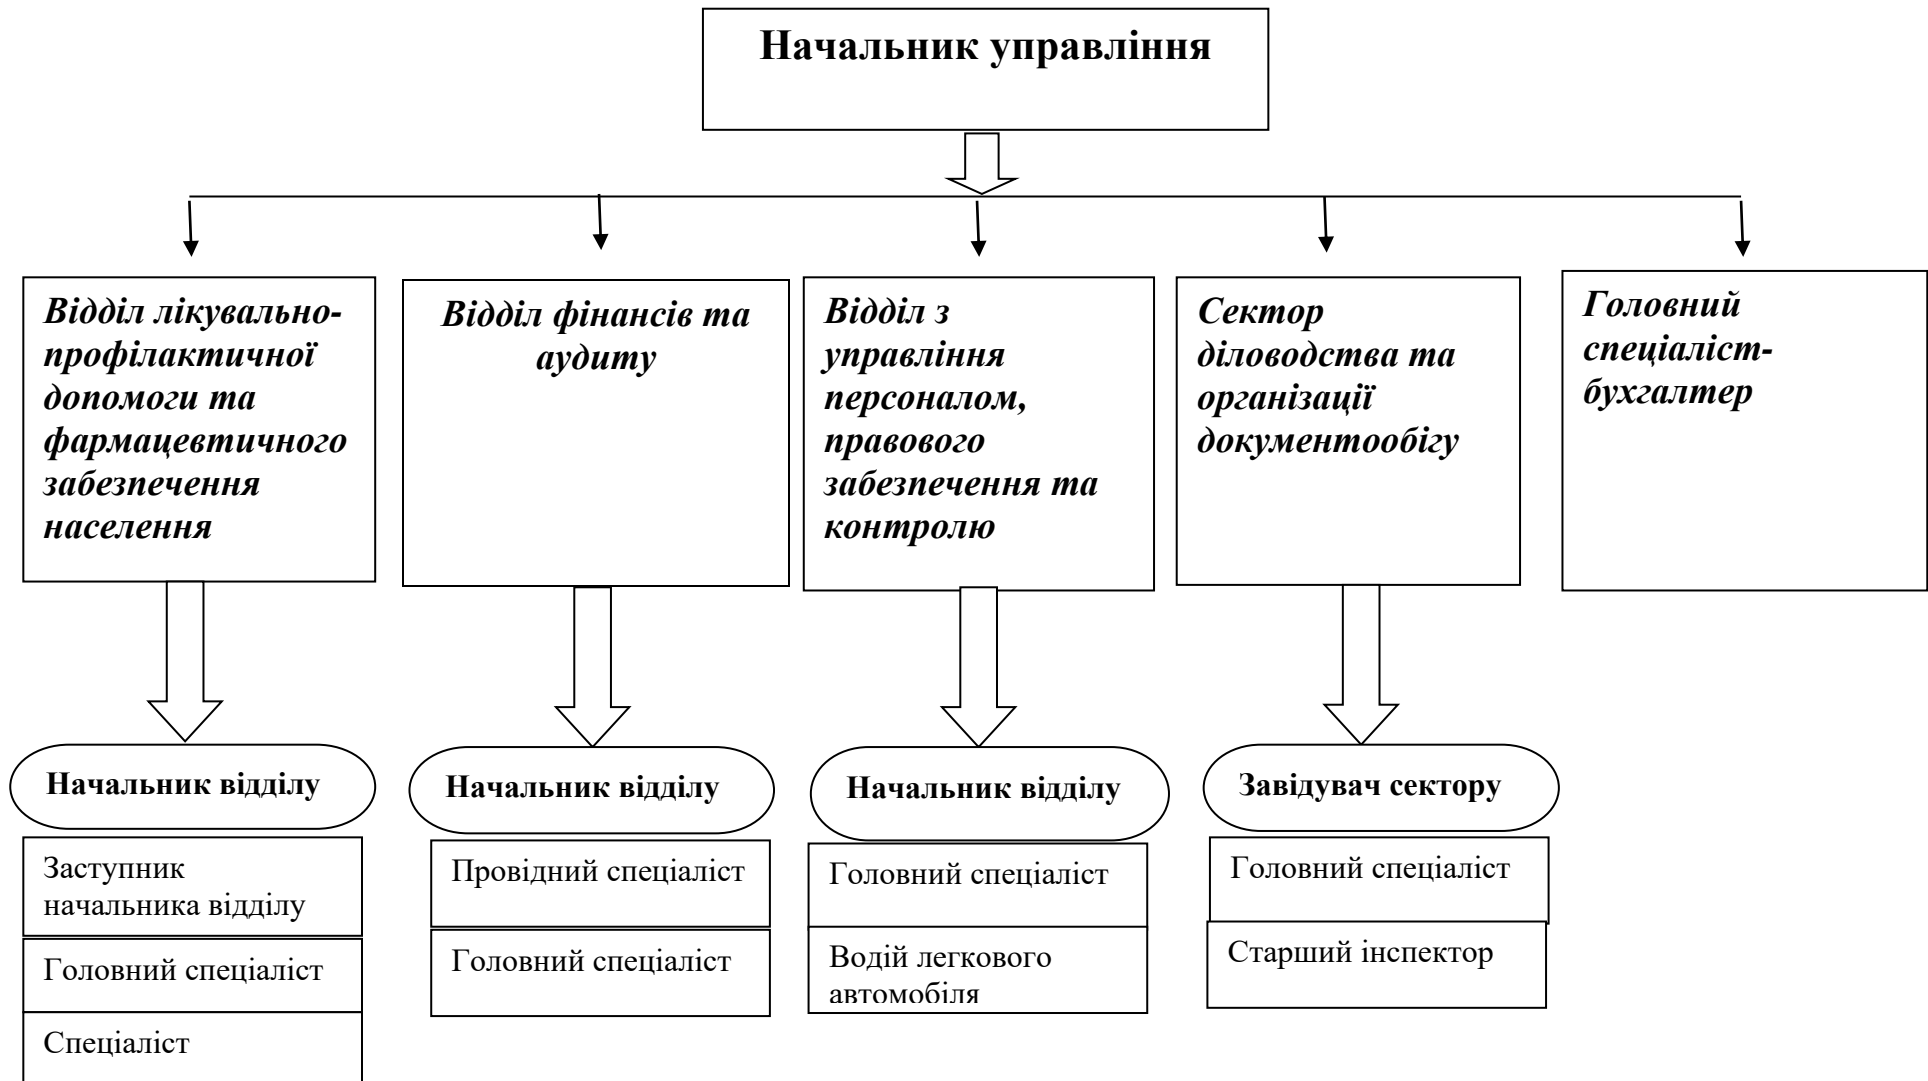 Начальник управління
Відділ лікувально-
профілактичної
допомоги та
фармацевтичного
забезпечення
населення
Відділ фінансів та
аудиту
Відділ з
управління
персоналом,
правового
забезпечення та
контролю
Сектор
діловодства та
організації
документообігу
Головний
спеціаліст-
бухгалтер
Начальник відділу
Начальник відділу
Начальник відділу
Завідувач сектору
Заступник
начальника відділу
Головний спеціаліст
Спеціаліст
Провідний спеціаліст
Головний спеціаліст
Головний спеціаліст
Водій легкового
автомобіля
Головний спеціаліст
Старший інспектор